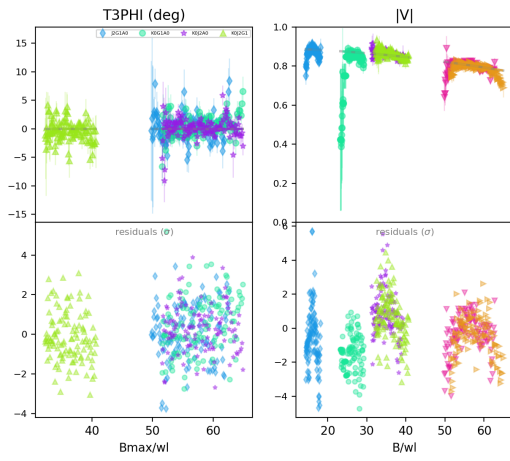 T3PHI (deg)
|V|
J2G1A0 K0G1A0 K0J2A0 K0J2G1
15
10
5
0
−5
−10
−15
1.0
0.8
0.6
0.4
0.2
0.0
residuals (σ)
residuals (σ)
4
2
0
−2
−4
6
4
2
0
−2
−4
40 50 60
20 30 40 50 60
Bmax/wl
B/wl